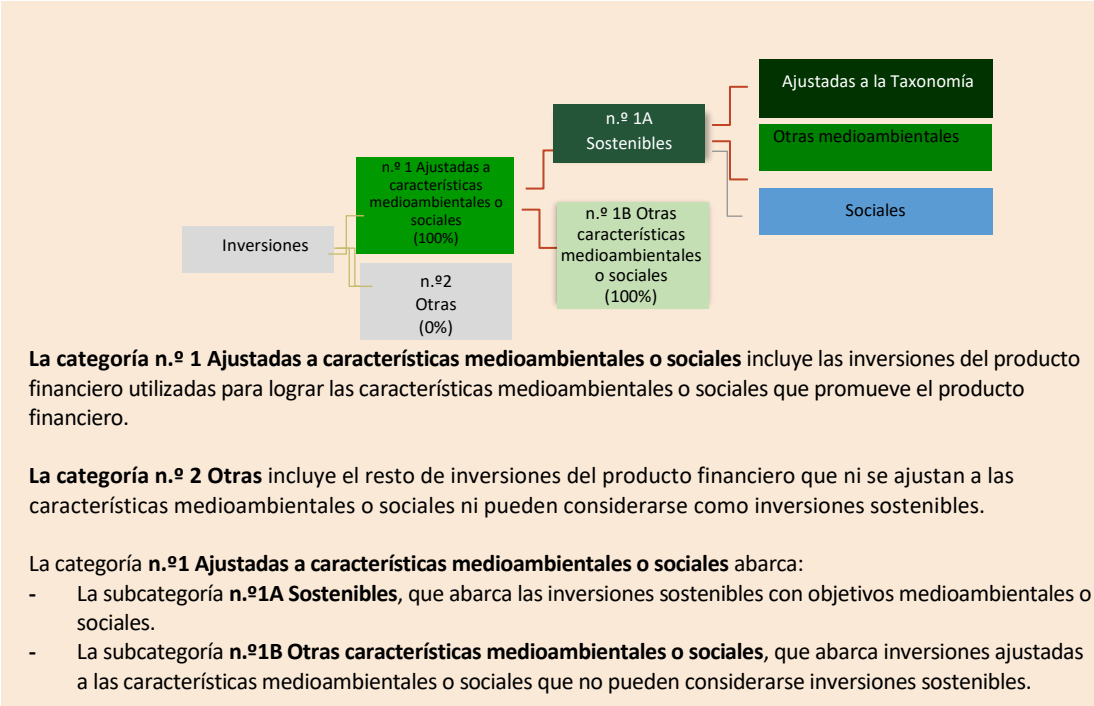 Ajustadas a la Taxonomía
n.º 1A
Sostenibles
Otras medioambientales
n.º 1 Ajustadas a
características
medioambientales o
sociales
(100%)
Sociales
n.º 1B Otras
características
medioambientales
o sociales
(100%)
Inversiones
n.º2
Otras
(0%)
La categoría n.º 1 Ajustadas a características medioambientales o sociales incluye las inversiones del producto
financiero utilizadas para lograr las características medioambientales o sociales que promueve el producto
financiero.
La categoría n.º 2 Otras incluye el resto de inversiones del producto financiero que ni se ajustan a las
características medioambientales o sociales ni pueden considerarse como inversiones sostenibles.
La categoría n.º1 Ajustadas a características medioambientales o sociales abarca:
- La subcategoría n.º1A Sostenibles, que abarca las inversiones sostenibles con objetivos medioambientales o
sociales.
- La subcategoría n.º1B Otras características medioambientales o sociales, que abarca inversiones ajustadas
a las características medioambientales o sociales que no pueden considerarse inversiones sostenibles.